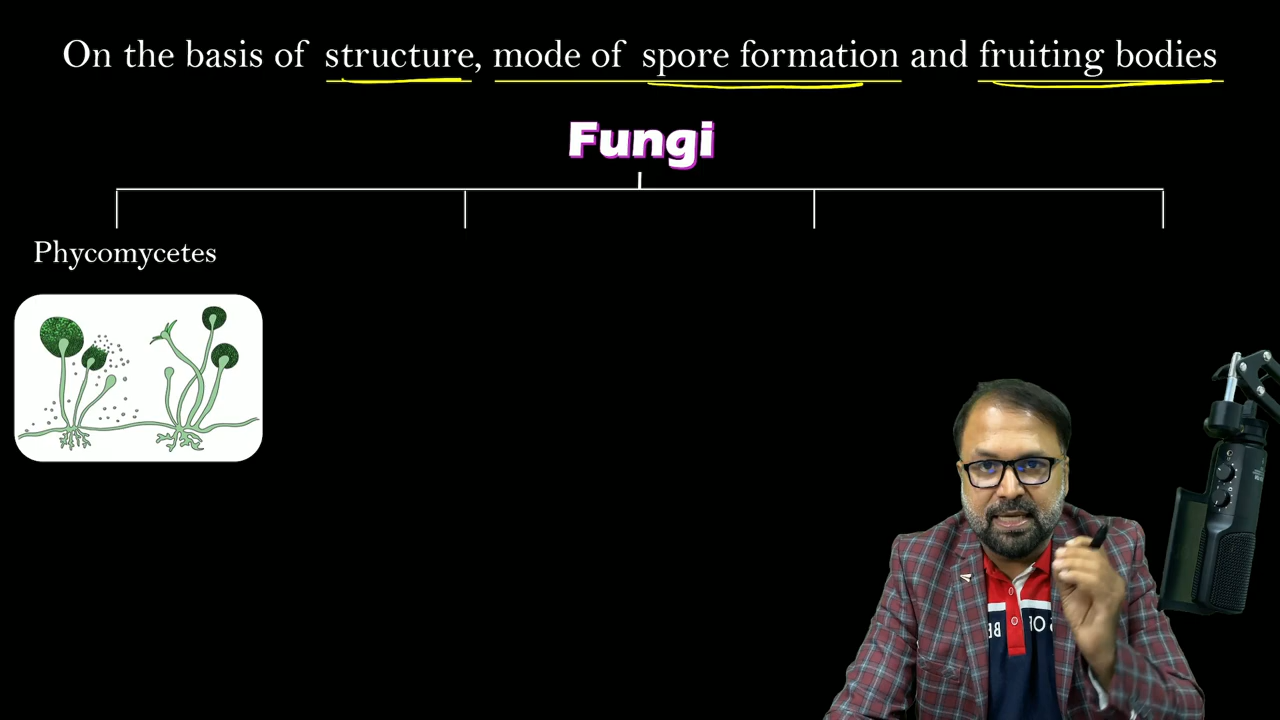 On the basis of structure, mode of spore formation and fruiting bodies
Fungi
Phycomycetes